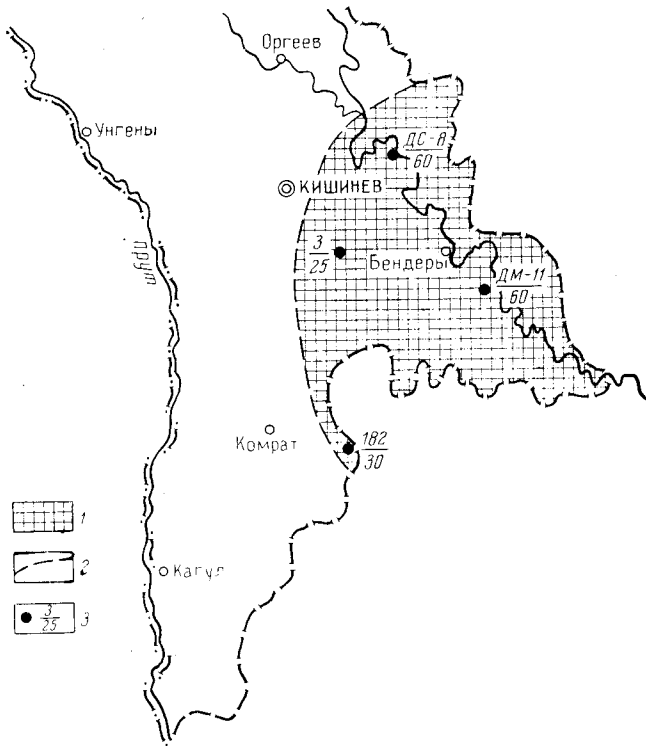 Оргеев
Унгены
ДС-8
60
КИШИНЕВ
Прут
3
25
Бендеры
ДМ-11
60
Комрат
182
30
1
2
Кагул
3
25
3